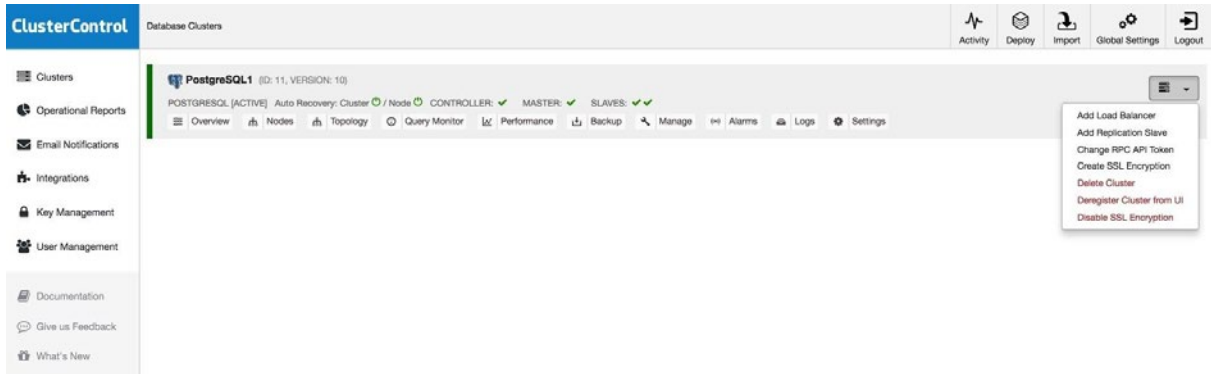 ClusterControl
Database Clusters
Activity
Deploy
Import
Global Settings
Logout
Clusters
Operational Reports
Email Notifications
Integrations
Key Management
User Management
Documentation
Give us Feedback
What's New
PostgreSQL1 (ID: 11, VERSION: 10)
POSTGRESQL [ACTIVE] Auto Recovery: Cluster / Node CONTROLLER: ✔ MASTER: ✔ SLAVES: ✔✔
Overview Nodes Topology Query Monitor Performance Backup Manage Alarms Logs Settings
Add Load Balancer
Add Replication Slave
Change RPC API Token
Create SSL Encryption
Delete Cluster
Deregister Cluster from UI
Disable SSL Encryption